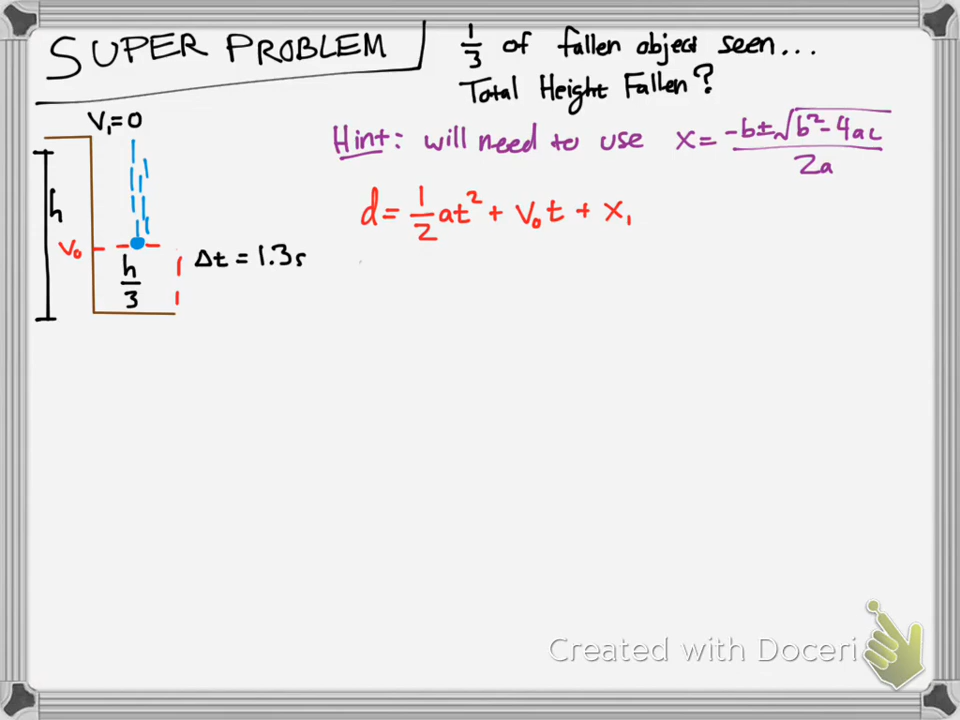 SUPER PROBLEM
1/3 of fallen object seen...
Total Height Fallen?
Hint: will need to use x = (-b ± √(b² - 4ac)) / 2a
V₁=0
h
V₀
h/3
Δt = 1.3s
d = 1/2 at² + V₀t + x₁
Created with Doceri